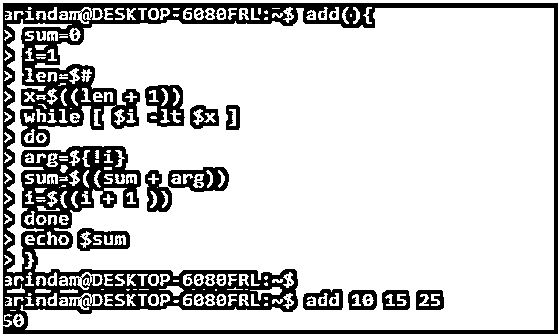 arindam@DESKTOP-6080FRL:~$ add(){
> sum=0
> i=1
> len=$#
> x=$((len + 1))
> while [ $i -lt $x ]
> do
> arg=${!i}
> sum=$((sum + arg))
> i=$((i + 1 ))
> done
> echo $sum
> }
arindam@DESKTOP-6080FRL:~$
arindam@DESKTOP-6080FRL:~$ add 10 15 25
50